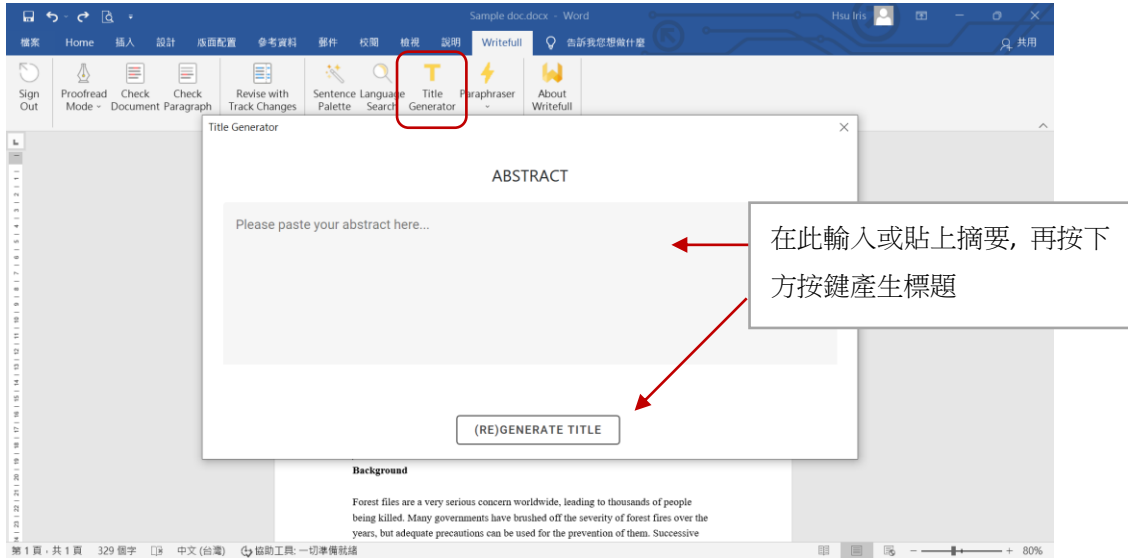 Sample doc.docx - Word
Hsu Iris
檔案 Home 插入 設計 版面配置 參考資料 郵件 校閱 檢視 說明 Writefull 告訴我您想做什麼 共用
Sign Out
Proofread Mode
Check Document
Check Paragraph
Revise with Track Changes
Sentence Palette
Language Search
Title Generator
Paraphraser
About Writefull
Title Generator
ABSTRACT
Please paste your abstract here...
在此輸入或貼上摘要, 再按下
方按鍵產生標題
(RE)GENERATE TITLE
Background
Forest files are a very serious concern worldwide, leading to thousands of people
being killed. Many governments have brushed off the severity of forest fires over the
years, but adequate precautions can be used for the prevention of them. Successive
第 1 頁,共 1 頁 329 個字 中文 (台灣) 協助工具: 一切準備就緒 80%